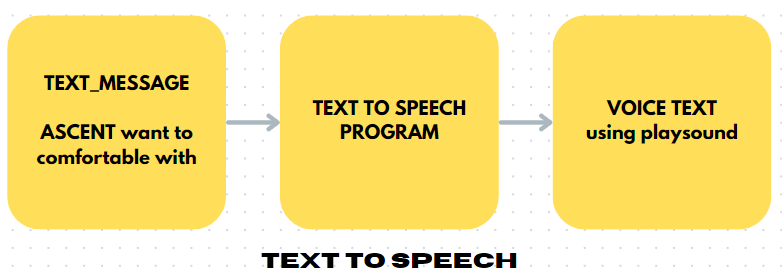 TEXT_MESSAGE
ASCENT want to
comfortable with
TEXT TO SPEECH
PROGRAM
VOICE TEXT
using playsound
TEXT TO SPEECH